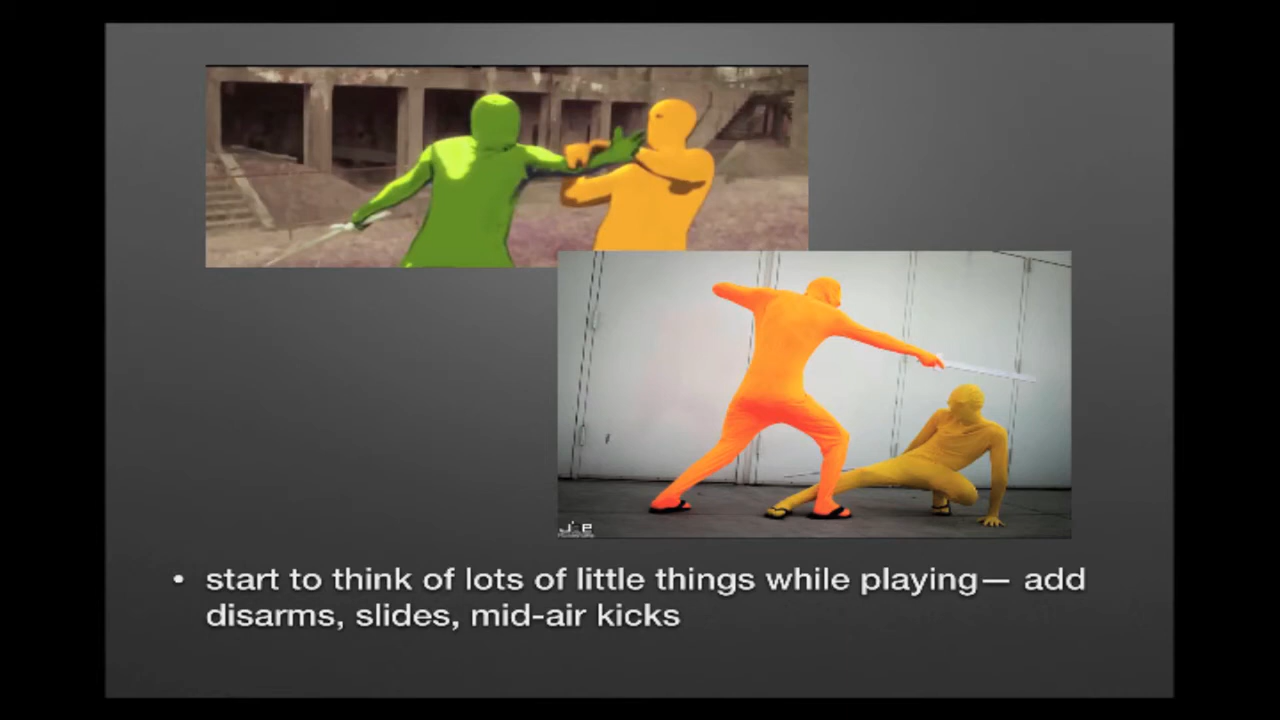 • start to think of lots of little things while playing— add
disarms, slides, mid-air kicks